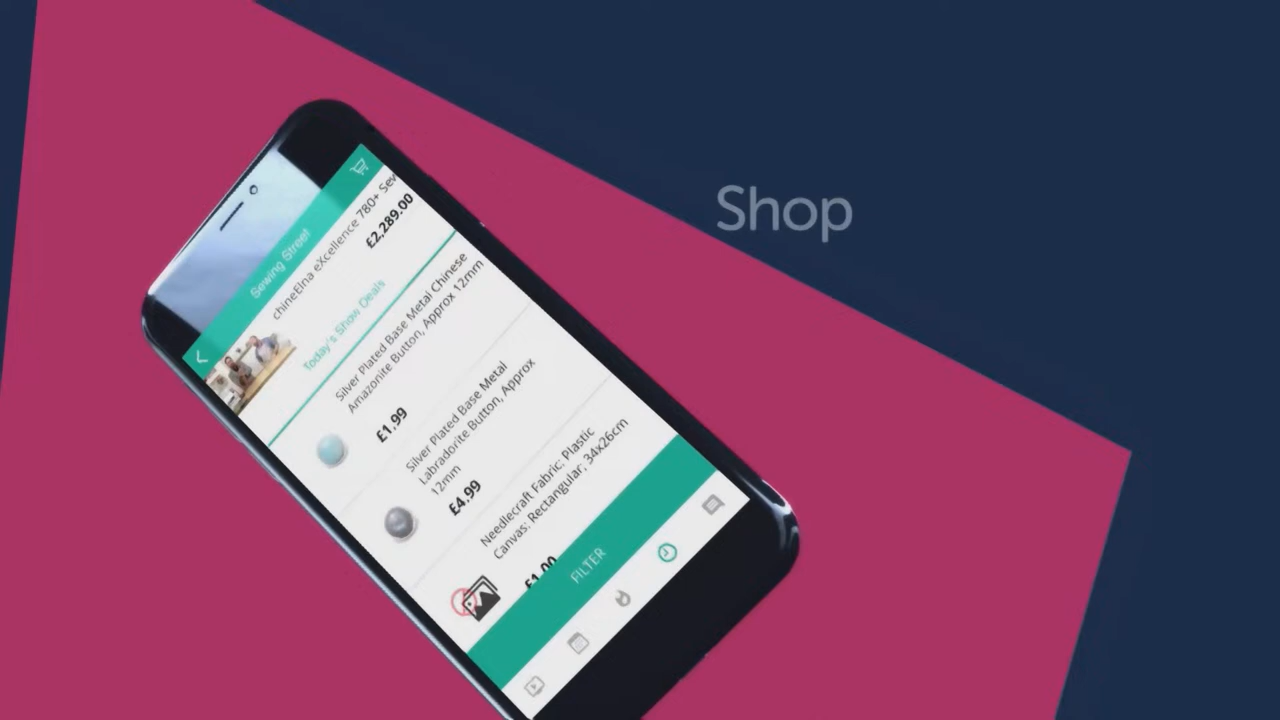 Shop
Sewing Street
chineElna eXcellence 780+ Sew
£2,289.00
Today's Show Deals
Silver Plated Base Metal Chinese
Amazonite Button, Approx 12mm
£1.99
Silver Plated Base Metal
Labradorite Button, Approx
12mm
£4.99
Needlecraft Fabric; Plastic
Canvas; Rectangular; 34x26cm
£1.00
FILTER